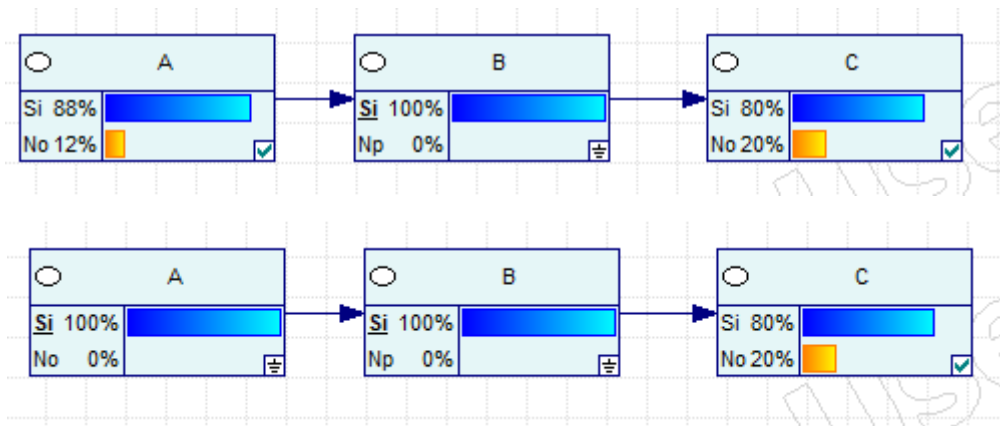 A B C
Si 88% Si 100% Si 80%
No 12% Np 0% No 20%
A B C
Si 100% Si 100% Si 80%
No 0% Np 0% No 20%